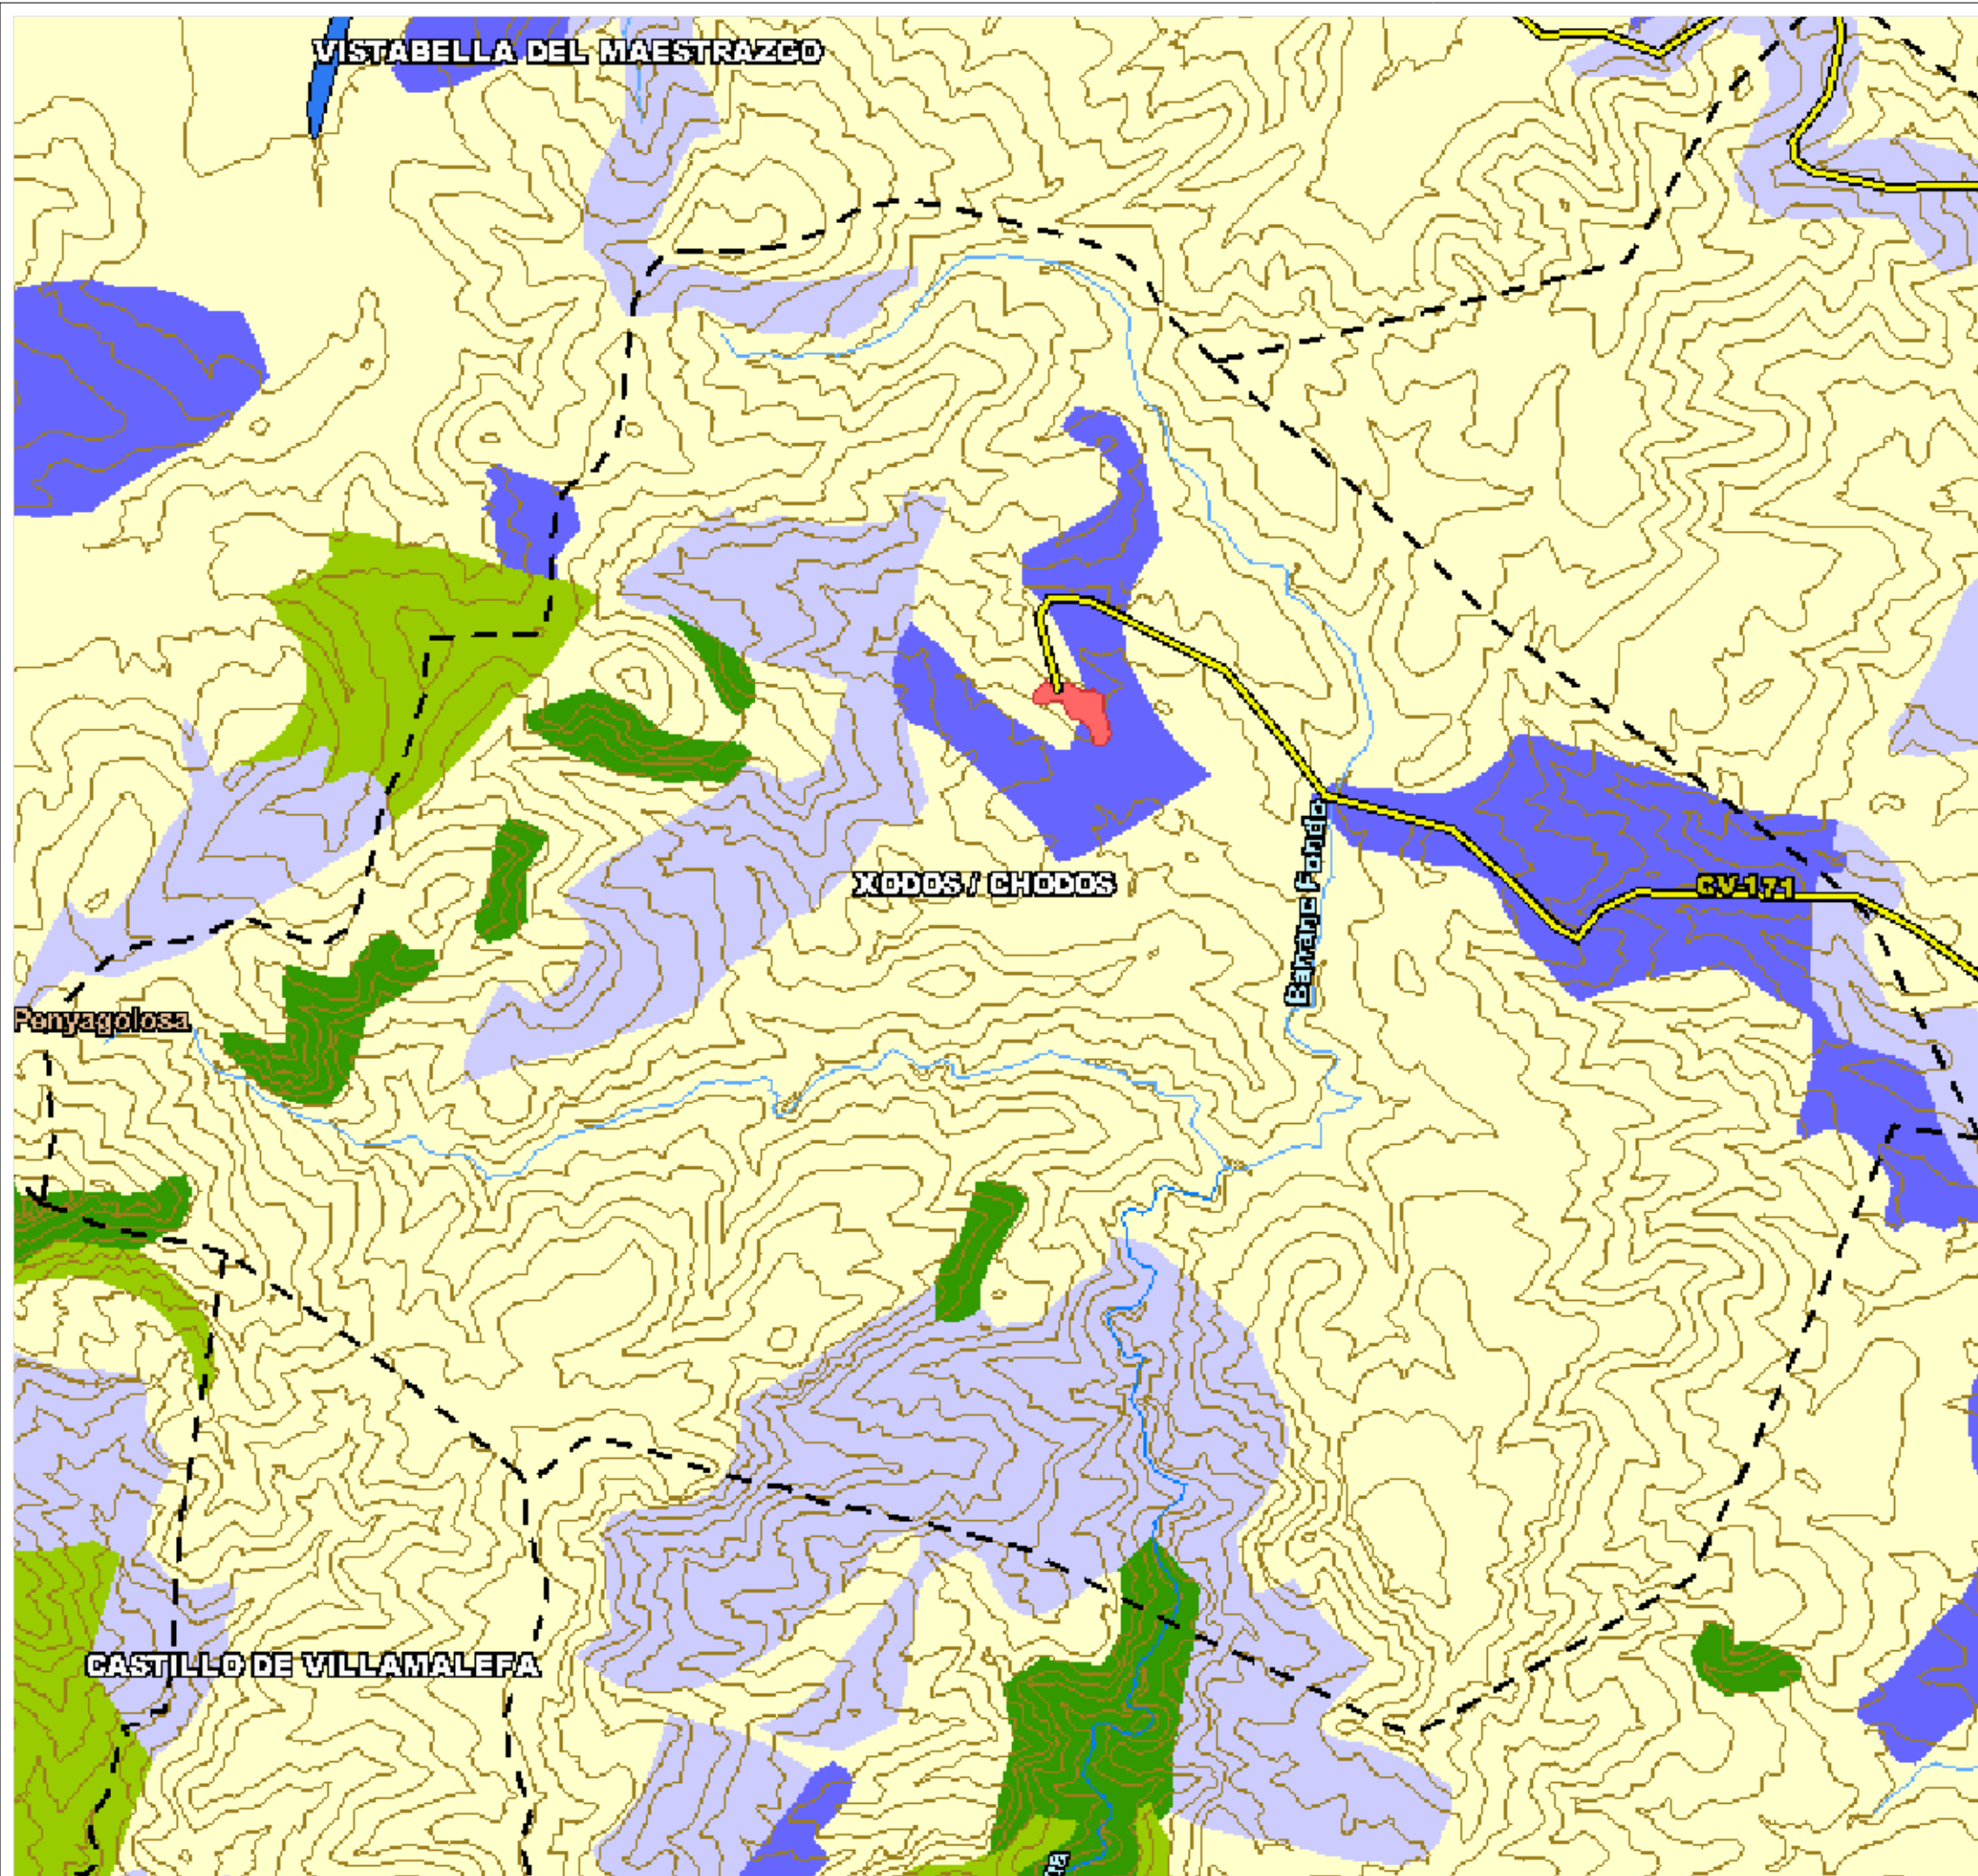 VISTABELLA DEL MAESTRAZGO
XODOS / CHODOS
CV-171
Barranc Fondo
Penyagolosa
CASTILLO DE VILLAMALEFA